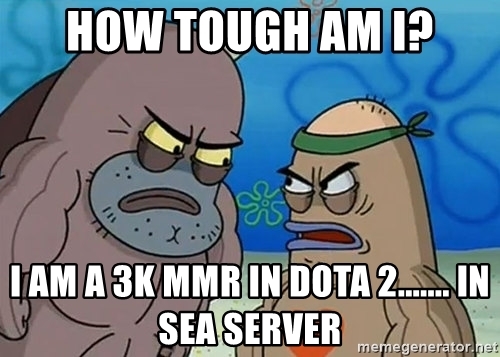 HOW TOUGH AM I?
I AM A 3K MMR IN DOTA 2....... IN
SEA SERVER
memegenerator.net